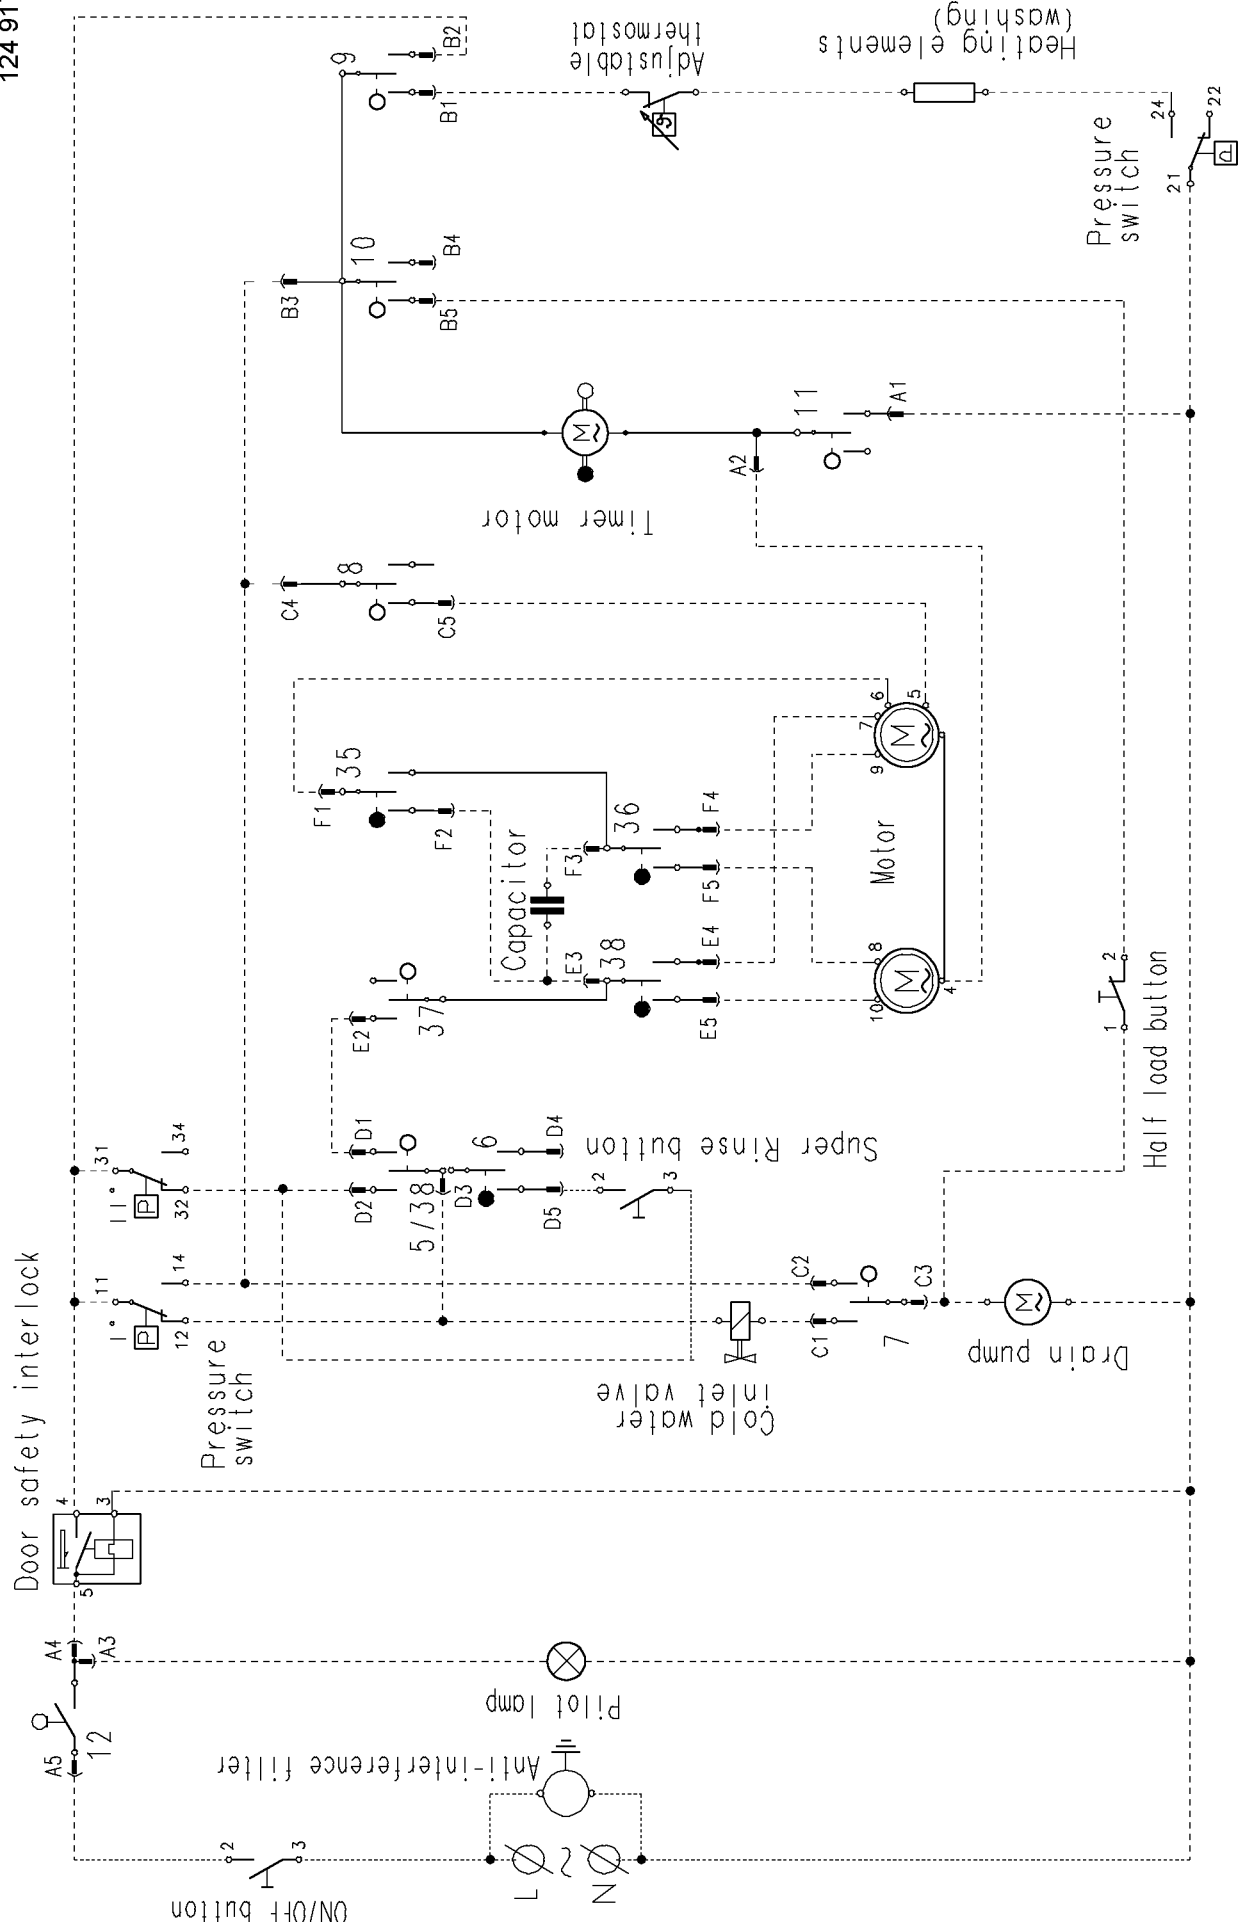 124 91
Door safety interlock
4
3
5
A4
A3
A5
12
ON/OFF button
2
3
L
N
Anti-interference filter
Pilot lamp
Pressure
switch
I°
P
11
12
14
II°
P
31
32
34
Cold water
inlet valve
C1
C2
7
C3
Drain pump
M
D2
D1
5/38
D3
6
D5
D4
2
3
Super Rinse button
E2
37
Capacitor
E3
38
E5
E4
F3
36
F5
F4
F1
35
F2
Motor
M
10
8
4
M
9
7
6
5
Half load button
1
2
C4
8
C5
Timer motor
M
A2
11
A1
B3
10
B5
B4
9
B1
B2
Adjustable
thermostat
Heating elements
(washing)
Pressure
switch
21
22
24
P